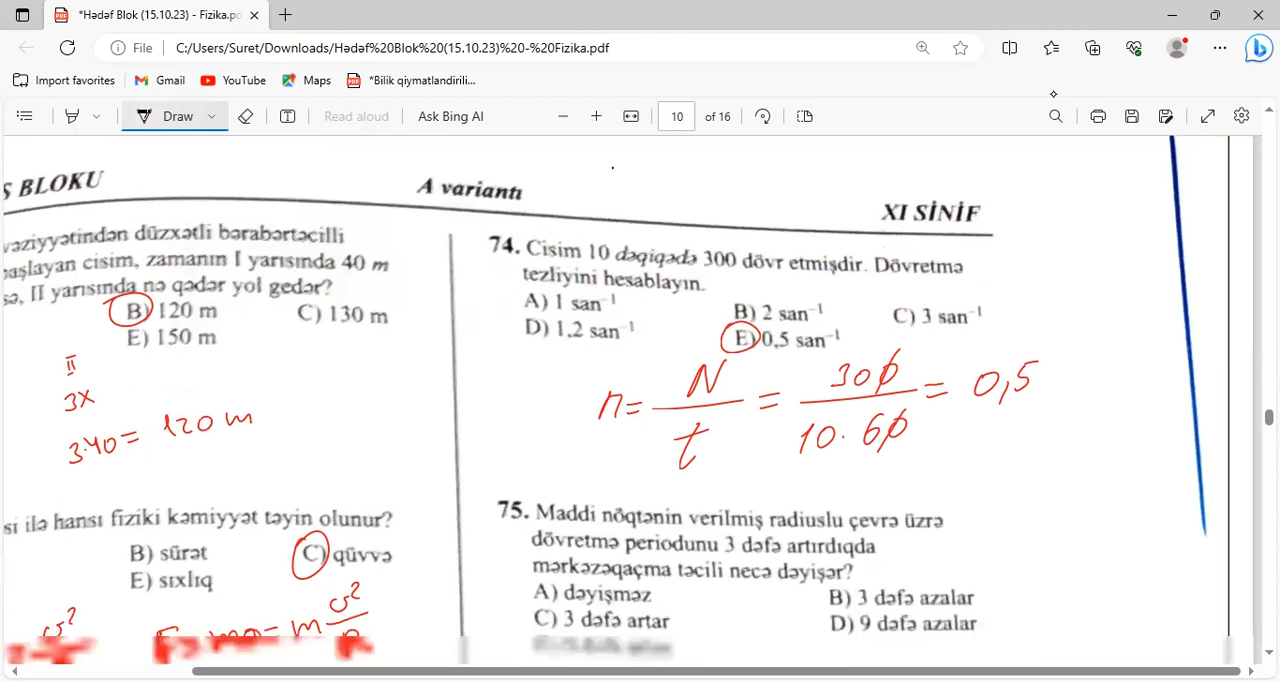 *Hədəf Blok (15.10.23) - Fizika.pd
File C:/Users/Suret/Downloads/Hədəf%20Blok%20(15.10.23)%20-%20Fizika.pdf
Import favorites Gmail YouTube Maps *Bilik qiymatlandirili...
Draw Read aloud Ask Bing AI 10 of 16
Ş BLOKU
A variantı
XI SİNİF
vəziyyətindən düzxətli bərabərtəcilli
başlayan cisim, zamanın I yarısında 40 m
sə, II yarısında nə qədər yol gedər?
B) 120 m C) 130 m
E) 150 m
II
3x
3·40 = 120 m
si ilə hansı fiziki kəmiyyət təyin olunur?
B) sürət C) qüvvə
E) sıxlıq
74. Cisim 10 dəqiqədə 300 dövr etmişdir. Dövretmə
tezliyini hesablayın.
A) 1 san⁻¹ B) 2 san⁻¹ C) 3 san⁻¹
D) 1,2 san⁻¹ E) 0,5 san⁻¹
n = N/t = 300/10·60 = 0,5
75. Maddi nöqtənin verilmiş radiuslu çevrə üzrə
dövretmə periodunu 3 dəfə artırdıqda
mərkəzəqaçma təcili necə dəyişər?
A) dəyişməz B) 3 dəfə azalar
C) 3 dəfə artar D) 9 dəfə azalar